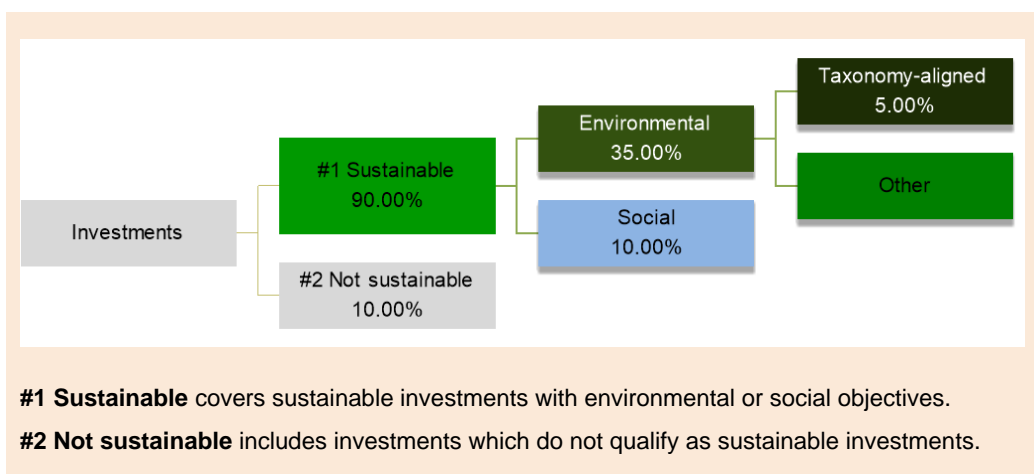 Taxonomy-aligned
5.00%
Environmental
35.00%
#1 Sustainable
90.00%
Other
Investments
Social
10.00%
#2 Not sustainable
10.00%
#1 Sustainable covers sustainable investments with environmental or social objectives.
#2 Not sustainable includes investments which do not qualify as sustainable investments.